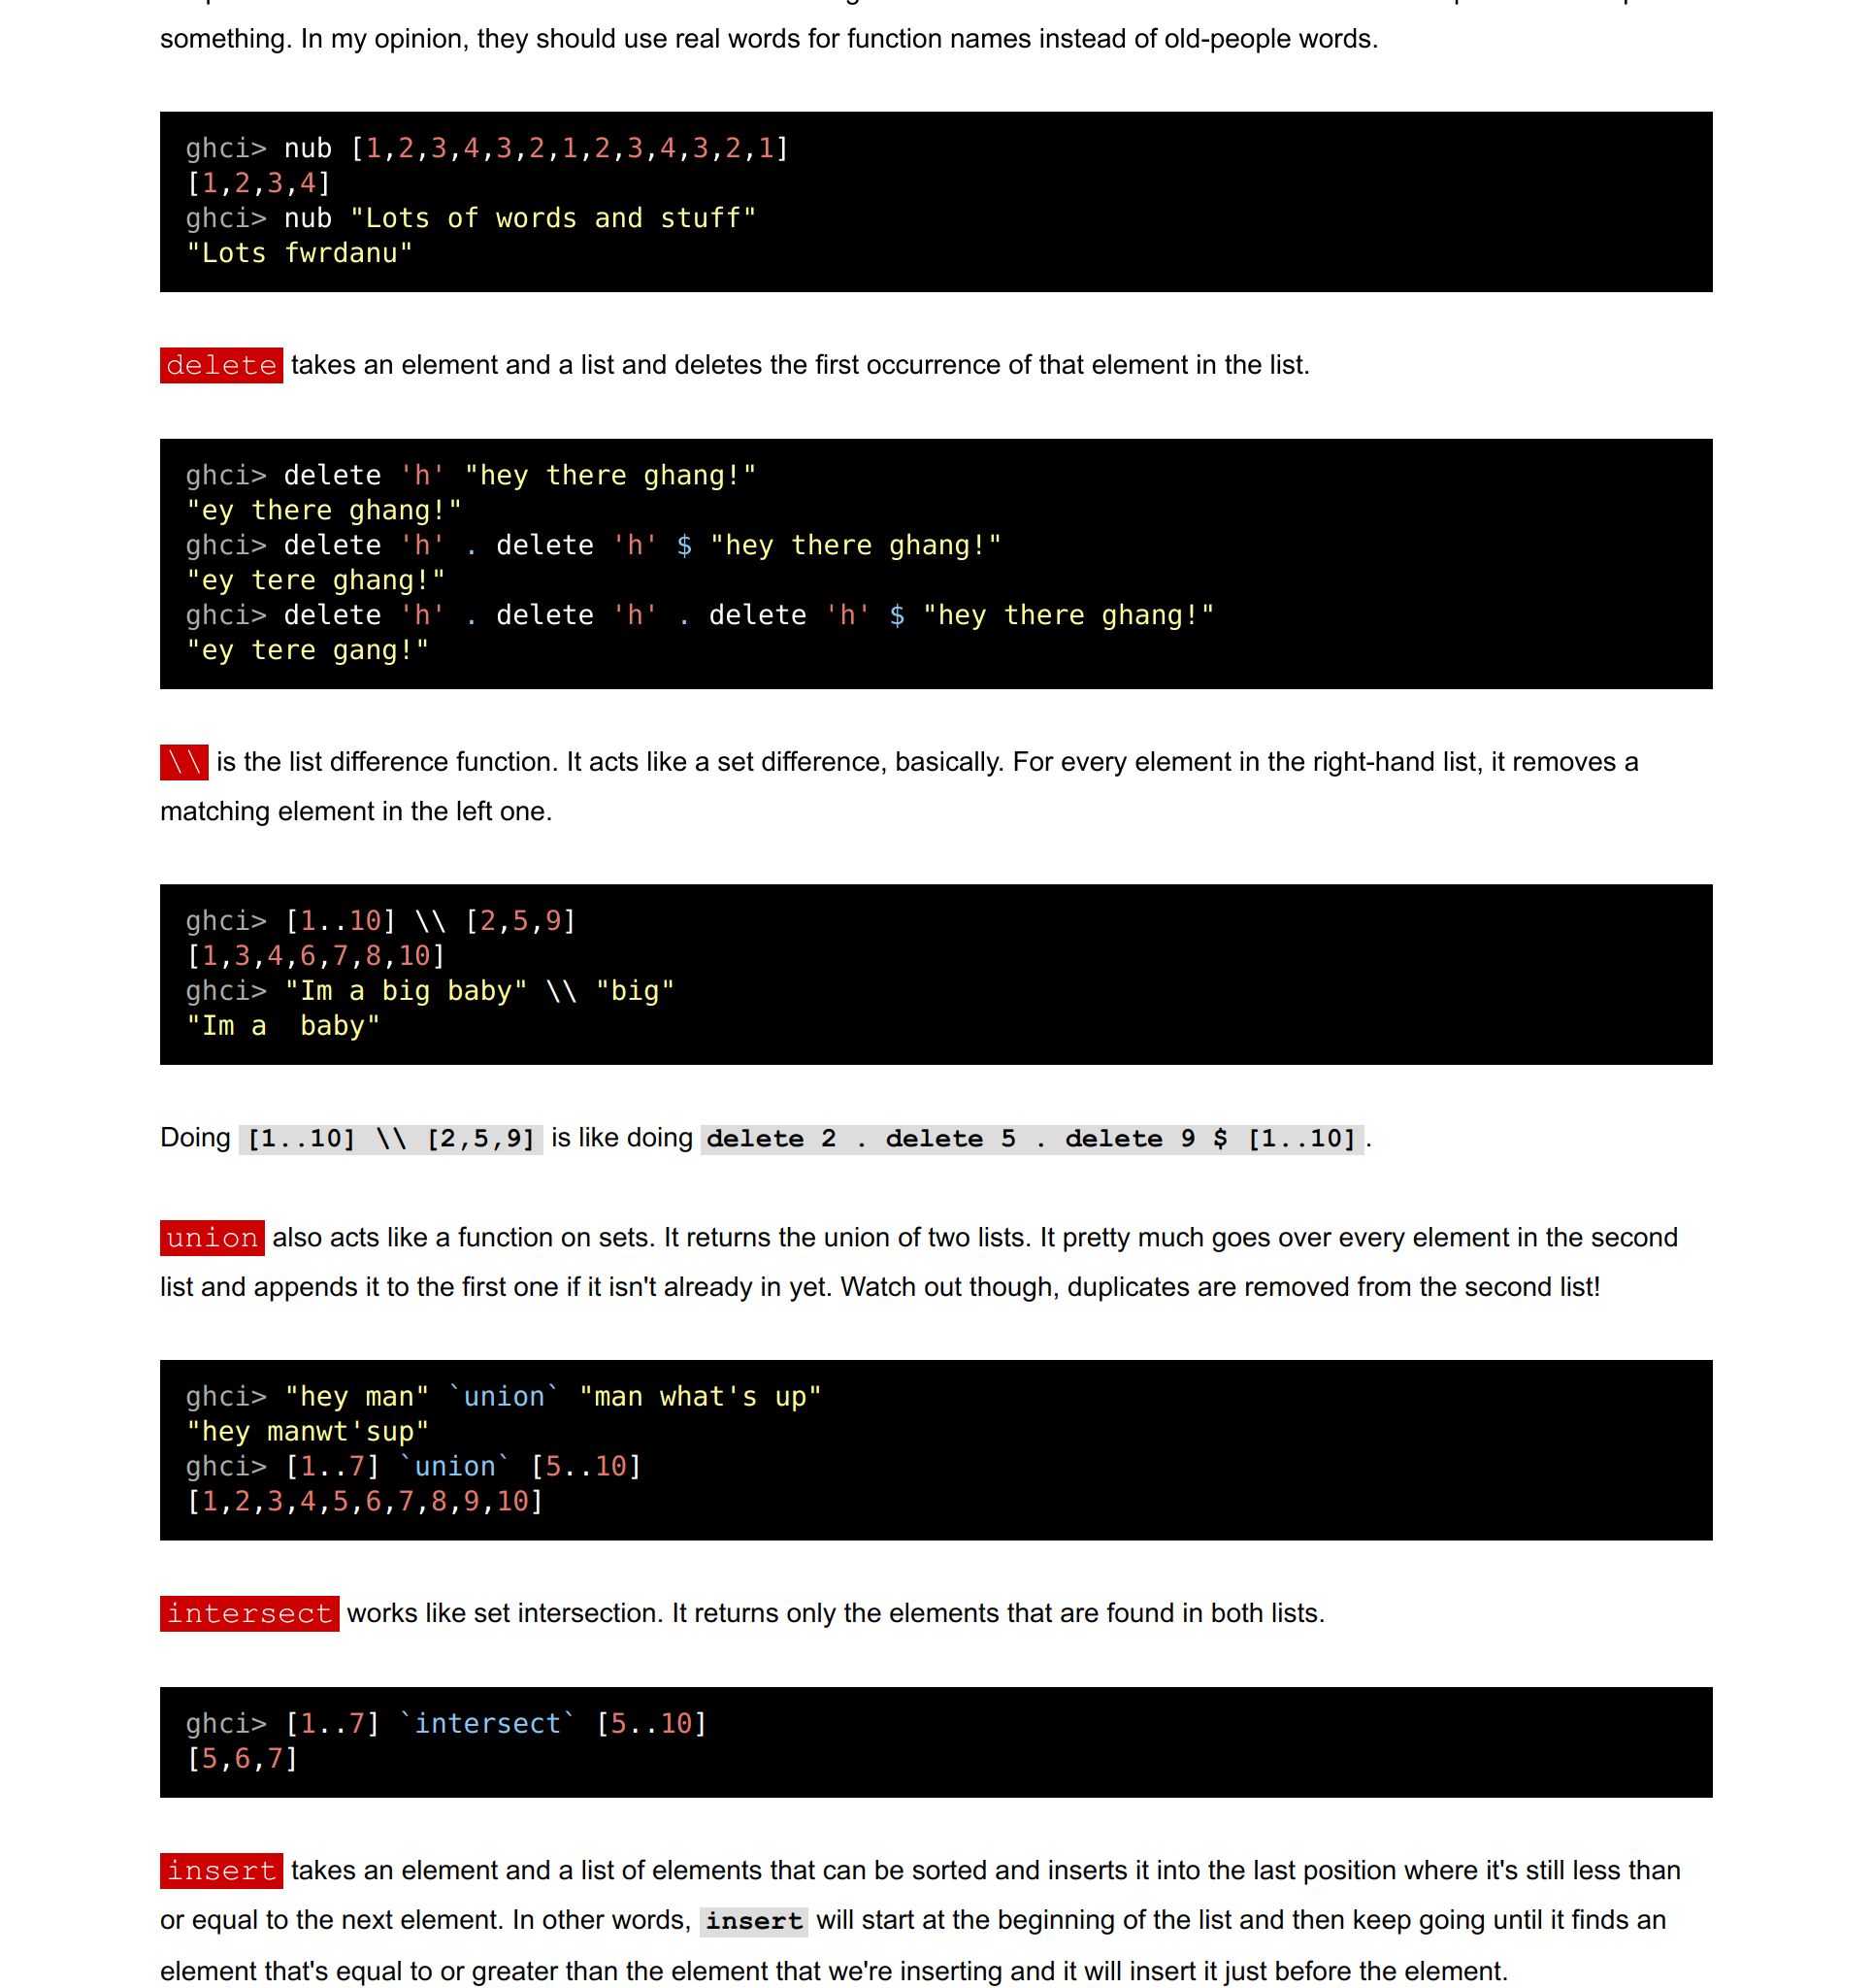 something. In my opinion, they should use real words for function names instead of old-people words.
ghci> nub [1,2,3,4,3,2,1,2,3,4,3,2,1]
[1,2,3,4]
ghci> nub "Lots of words and stuff"
"Lots fwrdanu"
delete takes an element and a list and deletes the first occurrence of that element in the list.
ghci> delete 'h' "hey there ghang!"
"ey there ghang!"
ghci> delete 'h' . delete 'h' $ "hey there ghang!"
"ey tere ghang!"
ghci> delete 'h' . delete 'h' . delete 'h' $ "hey there ghang!"
"ey tere gang!"
\\ is the list difference function. It acts like a set difference, basically. For every element in the right-hand list, it removes a
matching element in the left one.
ghci> [1..10] \\ [2,5,9]
[1,3,4,6,7,8,10]
ghci> "Im a big baby" \\ "big"
"Im a  baby"
Doing [1..10] \\ [2,5,9] is like doing delete 2 . delete 5 . delete 9 $ [1..10].
union also acts like a function on sets. It returns the union of two lists. It pretty much goes over every element in the second
list and appends it to the first one if it isn't already in yet. Watch out though, duplicates are removed from the second list!
ghci> "hey man" `union` "man what's up"
"hey manwt'sup"
ghci> [1..7] `union` [5..10]
[1,2,3,4,5,6,7,8,9,10]
intersect works like set intersection. It returns only the elements that are found in both lists.
ghci> [1..7] `intersect` [5..10]
[5,6,7]
insert takes an element and a list of elements that can be sorted and inserts it into the last position where it's still less than
or equal to the next element. In other words, insert will start at the beginning of the list and then keep going until it finds an
element that's equal to or greater than the element that we're inserting and it will insert it just before the element.